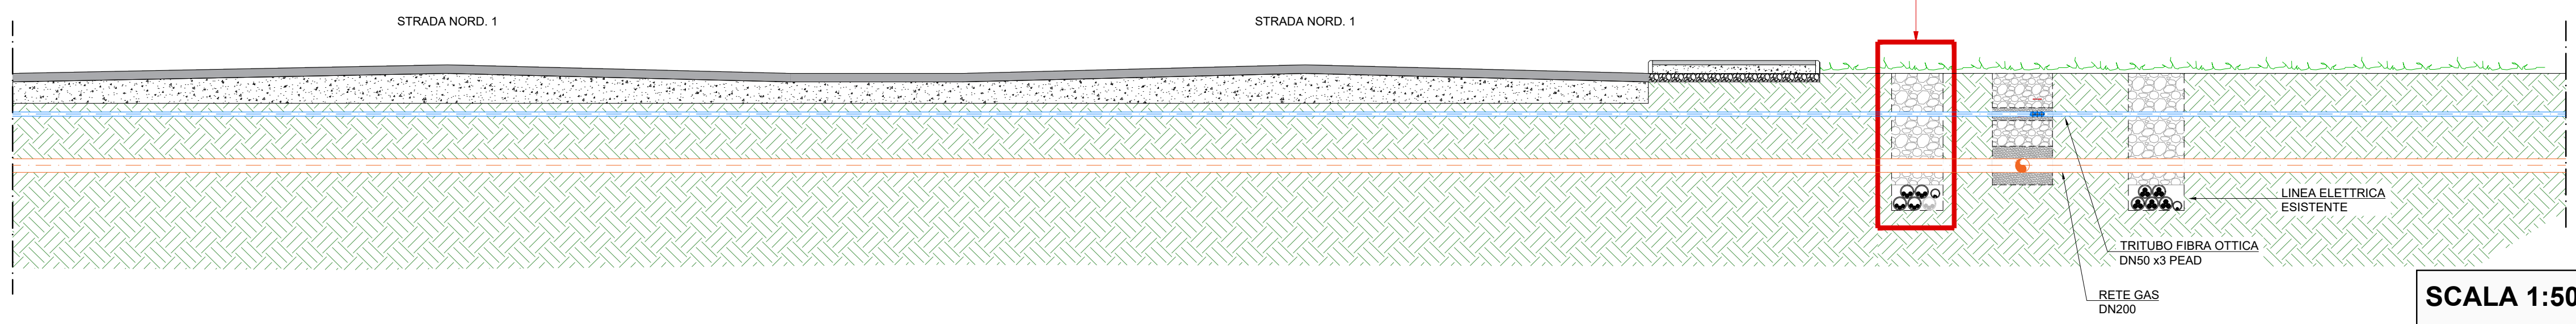 STRADA NORD. 1
STRADA NORD. 1
LINEA ELETTRICA
ESISTENTE
TRITUBO FIBRA OTTICA
DN50 x3 PEAD
RETE GAS
DN200
SCALA 1:50